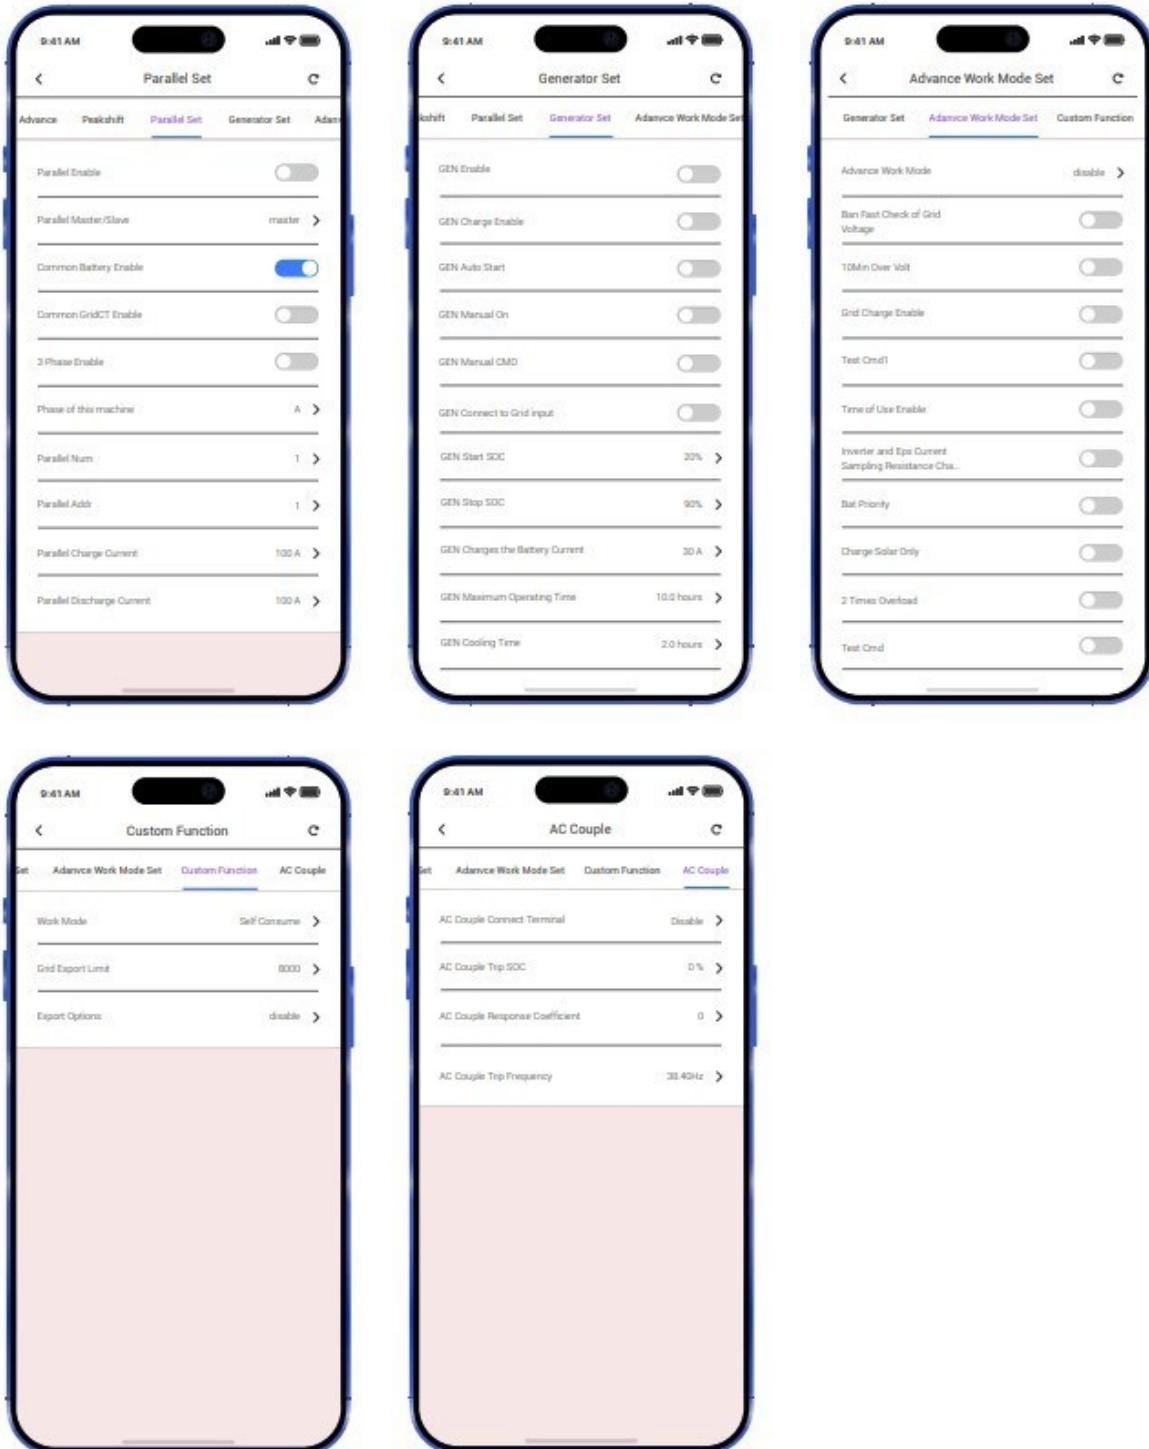 9:41 AM
Parallel Set
Advance Peakshift Parallel Set Generator Set Adan
Parallel Enable
Parallel Master/Slave master
Common Battery Enable
Common GridCT Enable
3 Phase Enable
Phase of this machine A
Parallel Num 1
Parallel Addr 1
Parallel Charge Current 100 A
Parallel Discharge Current 100 A
9:41 AM
Generator Set
kshift Parallel Set Generator Set Adanvce Work Mode Set
GEN Enable
GEN Charge Enable
GEN Auto Start
GEN Manual On
GEN Manual CMD
GEN Connect to Grid input
GEN Start SOC 20%
GEN Stop SOC 90%
GEN Charges the Battery Current 30 A
GEN Maximum Operating Time 10.0 hours
GEN Cooling Time 2.0 hours
9:41 AM
Advance Work Mode Set
Generator Set Adanvce Work Mode Set Custom Function
Advance Work Mode disable
Ban Fast Check of Grid
Voltage
10Min Over Volt
Grid Charge Enable
Test Cmd1
Time of Use Enable
Inverter and Eps Current
Sampling Resistance Cha...
Bat Priority
Charge Solar Only
2 Times Overload
Test Cmd
9:41 AM
Custom Function
Set Adanvce Work Mode Set Custom Function AC Couple
Work Mode Self Consume
Grid Export Limit 8000
Export Options disable
9:41 AM
AC Couple
Set Adanvce Work Mode Set Custom Function AC Couple
AC Couple Connect Terminal Disable
AC Couple Trip SOC 0 %
AC Couple Response Coefficient 0
AC Couple Trip Frequency 38.40Hz